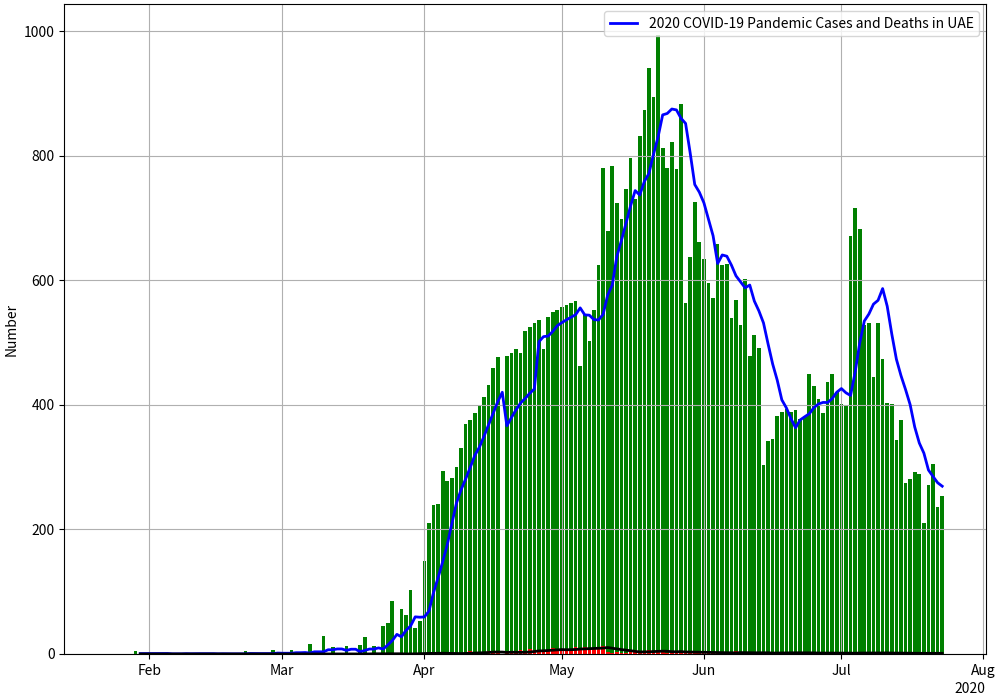 2020 COVID-19 Pandemic Cases and Deaths in UAE
1000
800
600
400
200
0
Number
Feb
Mar
Apr
May
Jun
Jul
Aug
2020